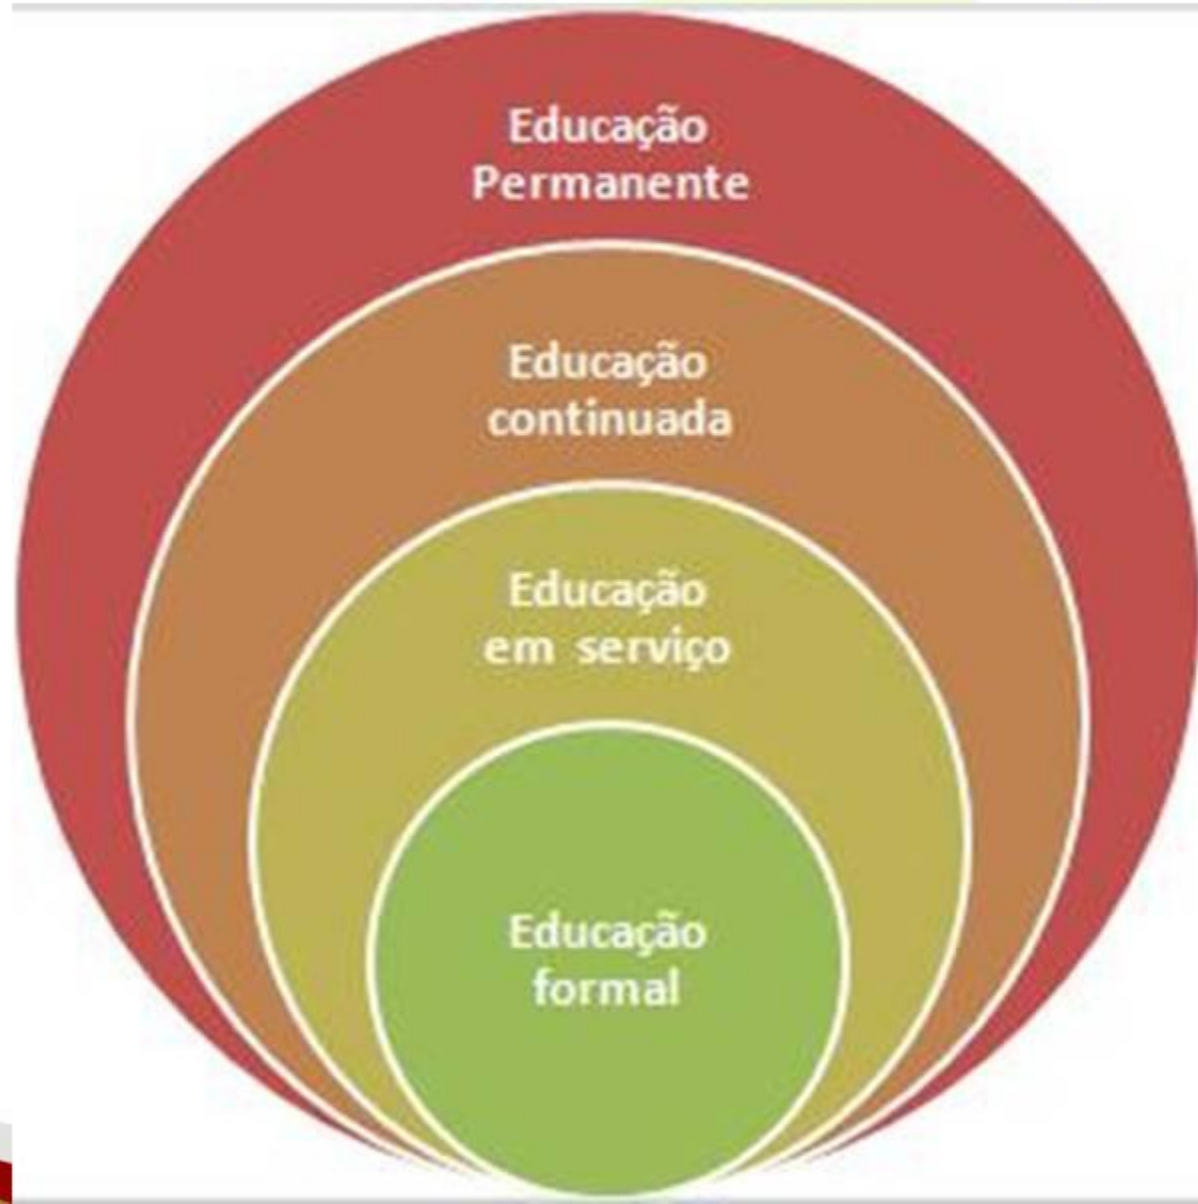 Educação
Permanente
Educação
continuada
Educação
em serviço
Educação
formal